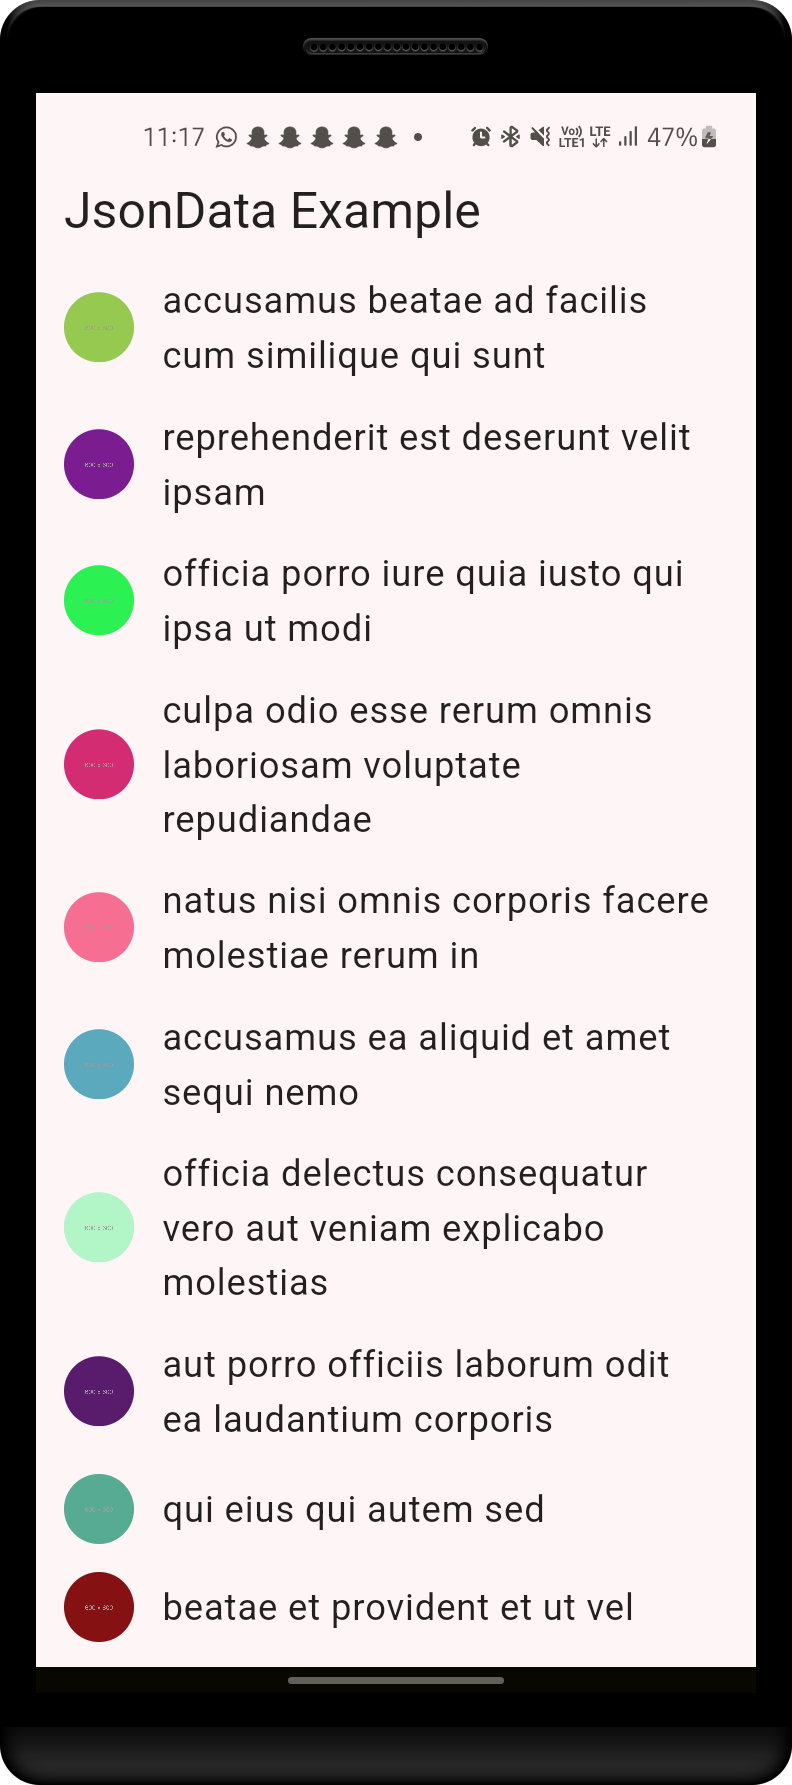 11:17 Vo)) LTE1 LTE 47%
JsonData Example
accusamus beatae ad facilis
cum similique qui sunt
reprehenderit est deserunt velit
ipsam
officia porro iure quia iusto qui
ipsa ut modi
culpa odio esse rerum omnis
laboriosam voluptate
repudiandae
natus nisi omnis corporis facere
molestiae rerum in
accusamus ea aliquid et amet
sequi nemo
officia delectus consequatur
vero aut veniam explicabo
molestias
aut porro officiis laborum odit
ea laudantium corporis
qui eius qui autem sed
beatae et provident et ut vel